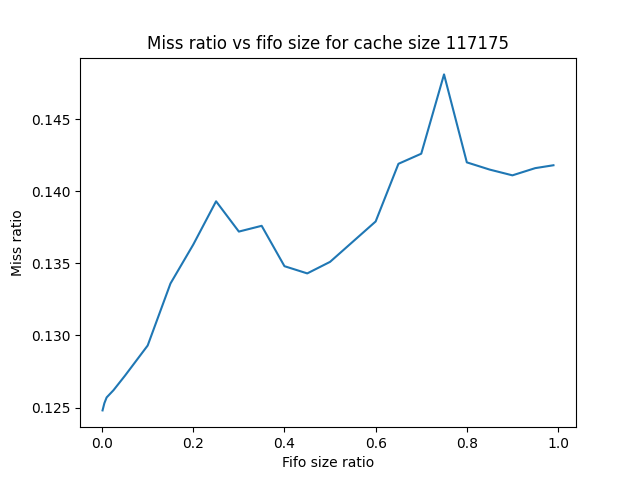 Miss ratio vs fifo size for cache size 117175
0.145
0.140
0.135
0.130
0.125
Miss ratio
0.0 0.2 0.4 0.6 0.8 1.0
Fifo size ratio